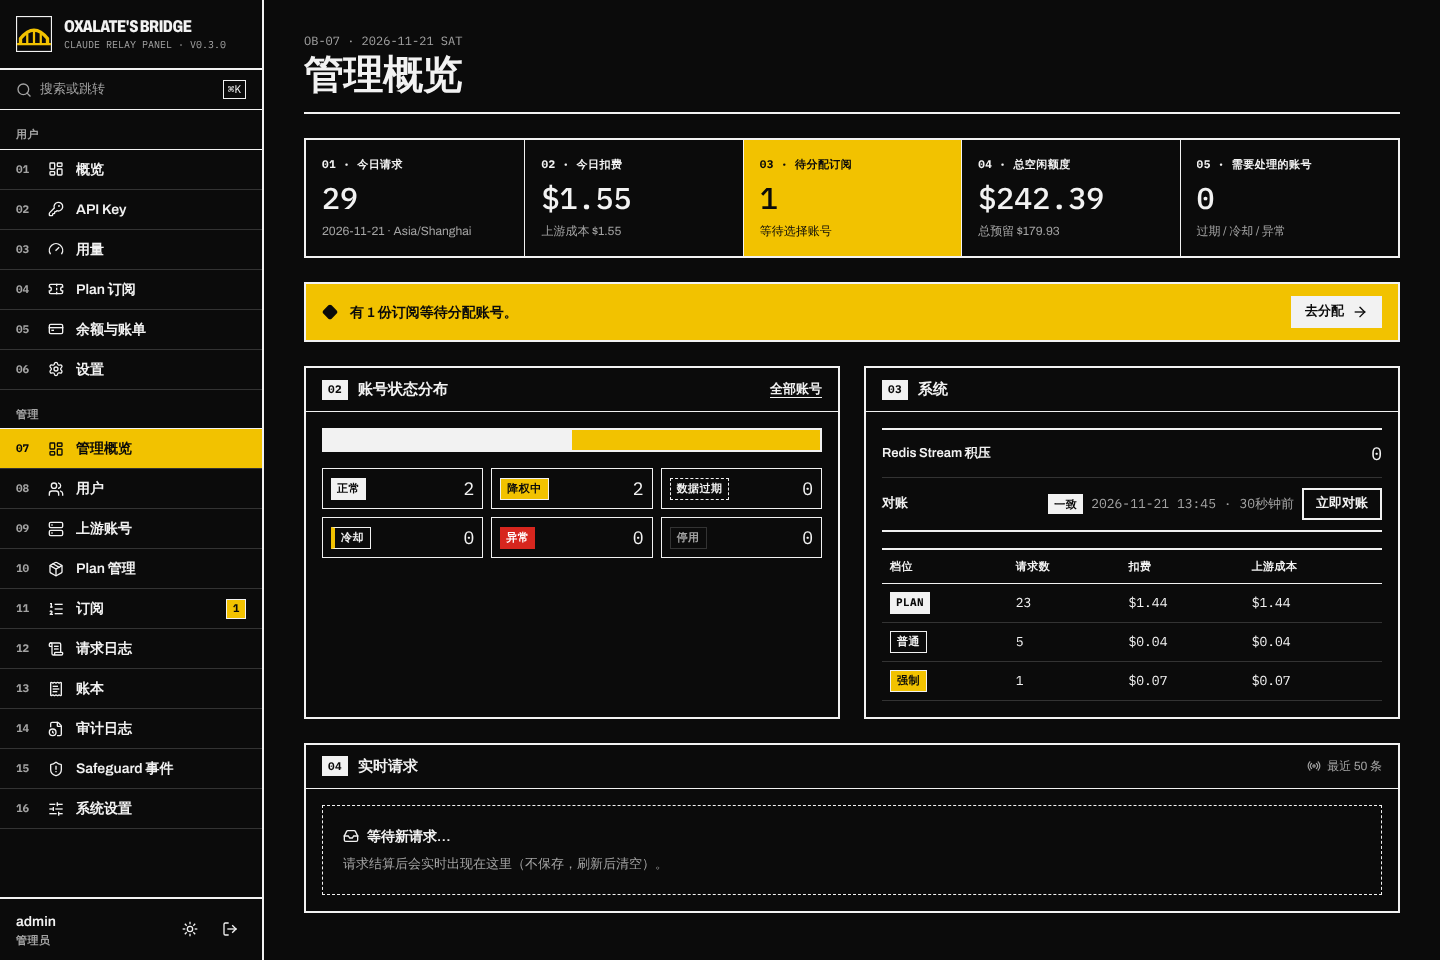 OXALATE'S BRIDGE
CLAUDE RELAY PANEL · V0.3.0
搜索或跳转 ⌘K
用户
01 概览
02 API Key
03 用量
04 Plan 订阅
05 余额与账单
06 设置
管理
07 管理概览
08 用户
09 上游账号
10 Plan 管理
11 订阅 1
12 请求日志
13 账本
14 审计日志
15 Safeguard 事件
16 系统设置
admin
管理员
OB-07 · 2026-11-21 SAT
管理概览
01 · 今日请求
29
2026-11-21 · Asia/Shanghai
02 · 今日扣费
$1.55
上游成本 $1.55
03 · 待分配订阅
1
等待选择账号
04 · 总空闲额度
$242.39
总预留 $179.93
05 · 需要处理的账号
0
过期 / 冷却 / 异常
有 1 份订阅等待分配账号。 去分配
02 账号状态分布 全部账号
正常 2
降权中 2
数据过期 0
冷却 0
异常 0
停用 0
03 系统
Redis Stream 积压 0
对账 一致 2026-11-21 13:45 · 30秒钟前 立即对账
档位 请求数 扣费 上游成本
PLAN 23 $1.44 $1.44
普通 5 $0.04 $0.04
强制 1 $0.07 $0.07
04 实时请求 最近 50 条
等待新请求...
请求结算后会实时出现在这里（不保存，刷新后清空）。